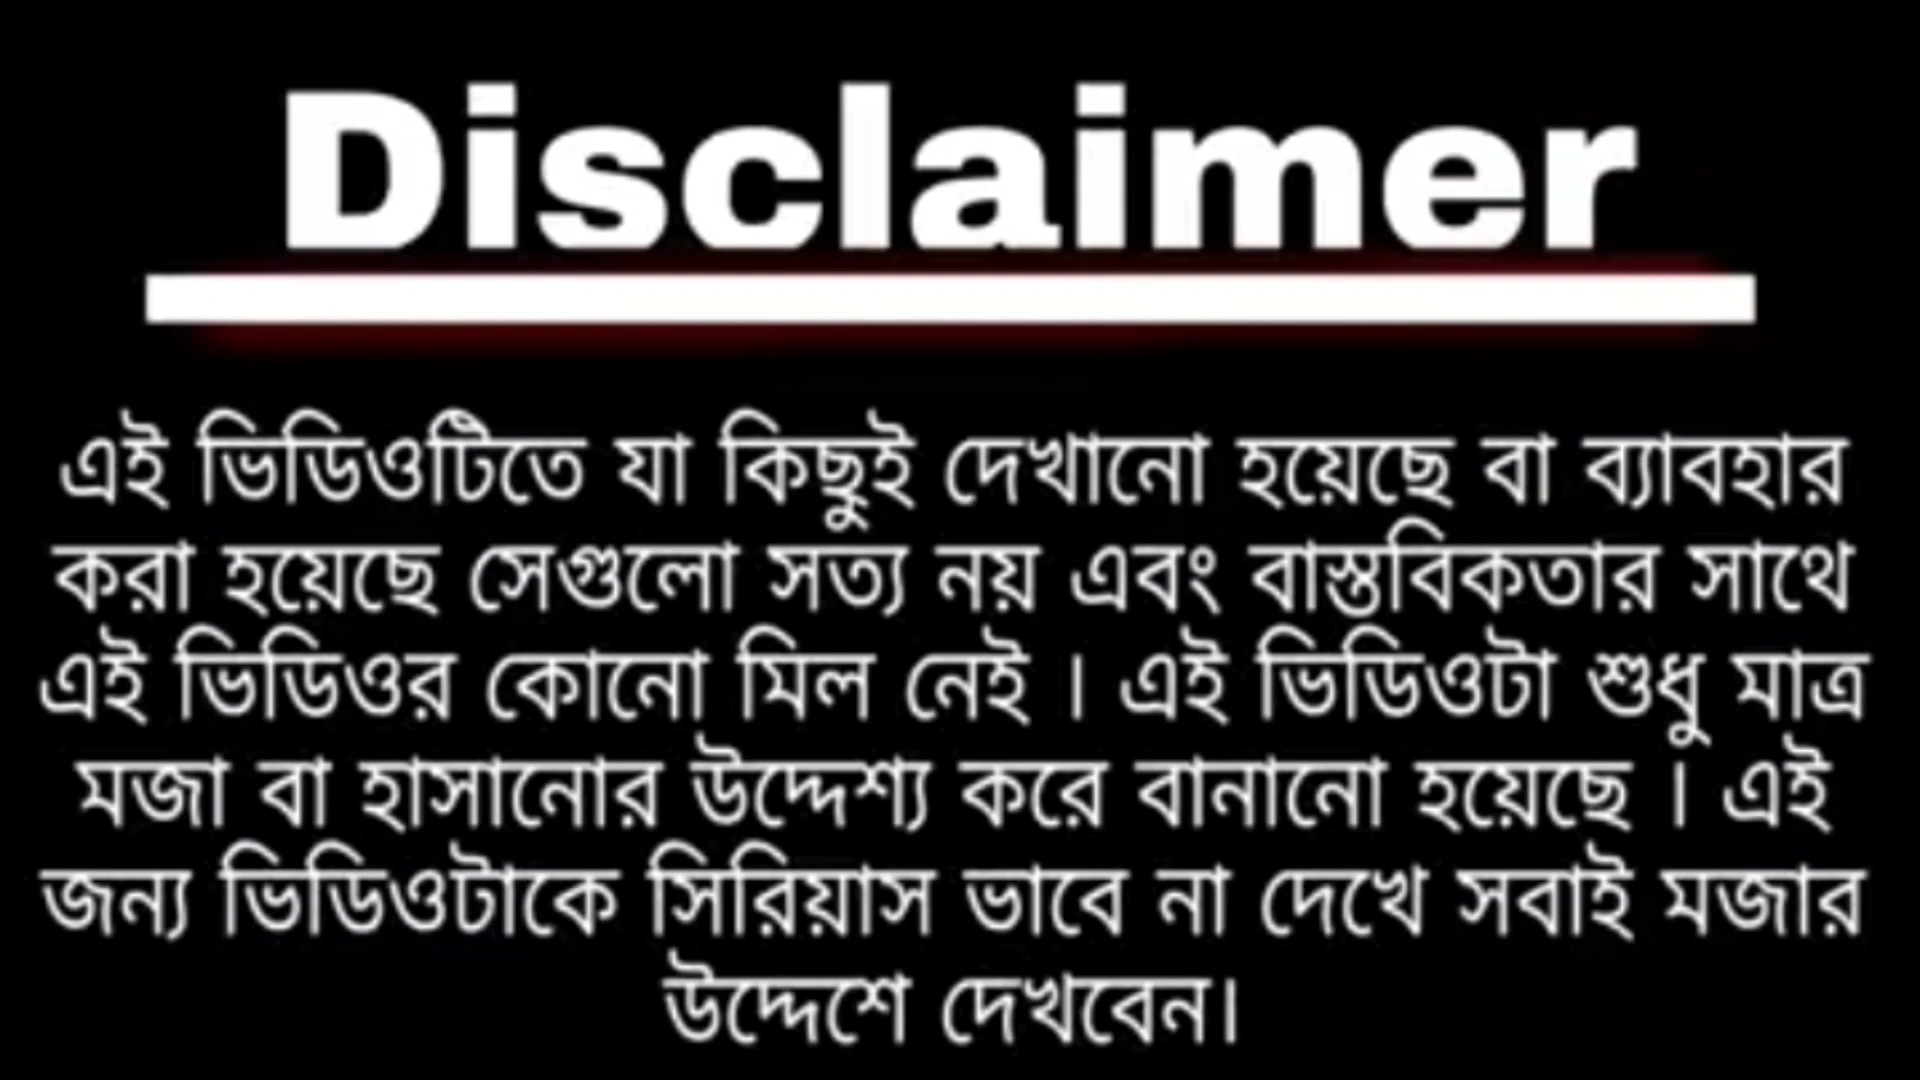 Disclaimer
এই ভিডিওটিতে যা কিছুই দেখানো হয়েছে বা ব্যাবহার
করা হয়েছে সেগুলো সত্য নয় এবং বাস্তবিকতার সাথে
এই ভিডিওর কোনো মিল নেই । এই ভিডিওটা শুধু মাত্র
মজা বা হাসানোর উদ্দেশ্য করে বানানো হয়েছে । এই
জন্য ভিডিওটাকে সিরিয়াস ভাবে না দেখে সবাই মজার
উদ্দেশে দেখবেন।